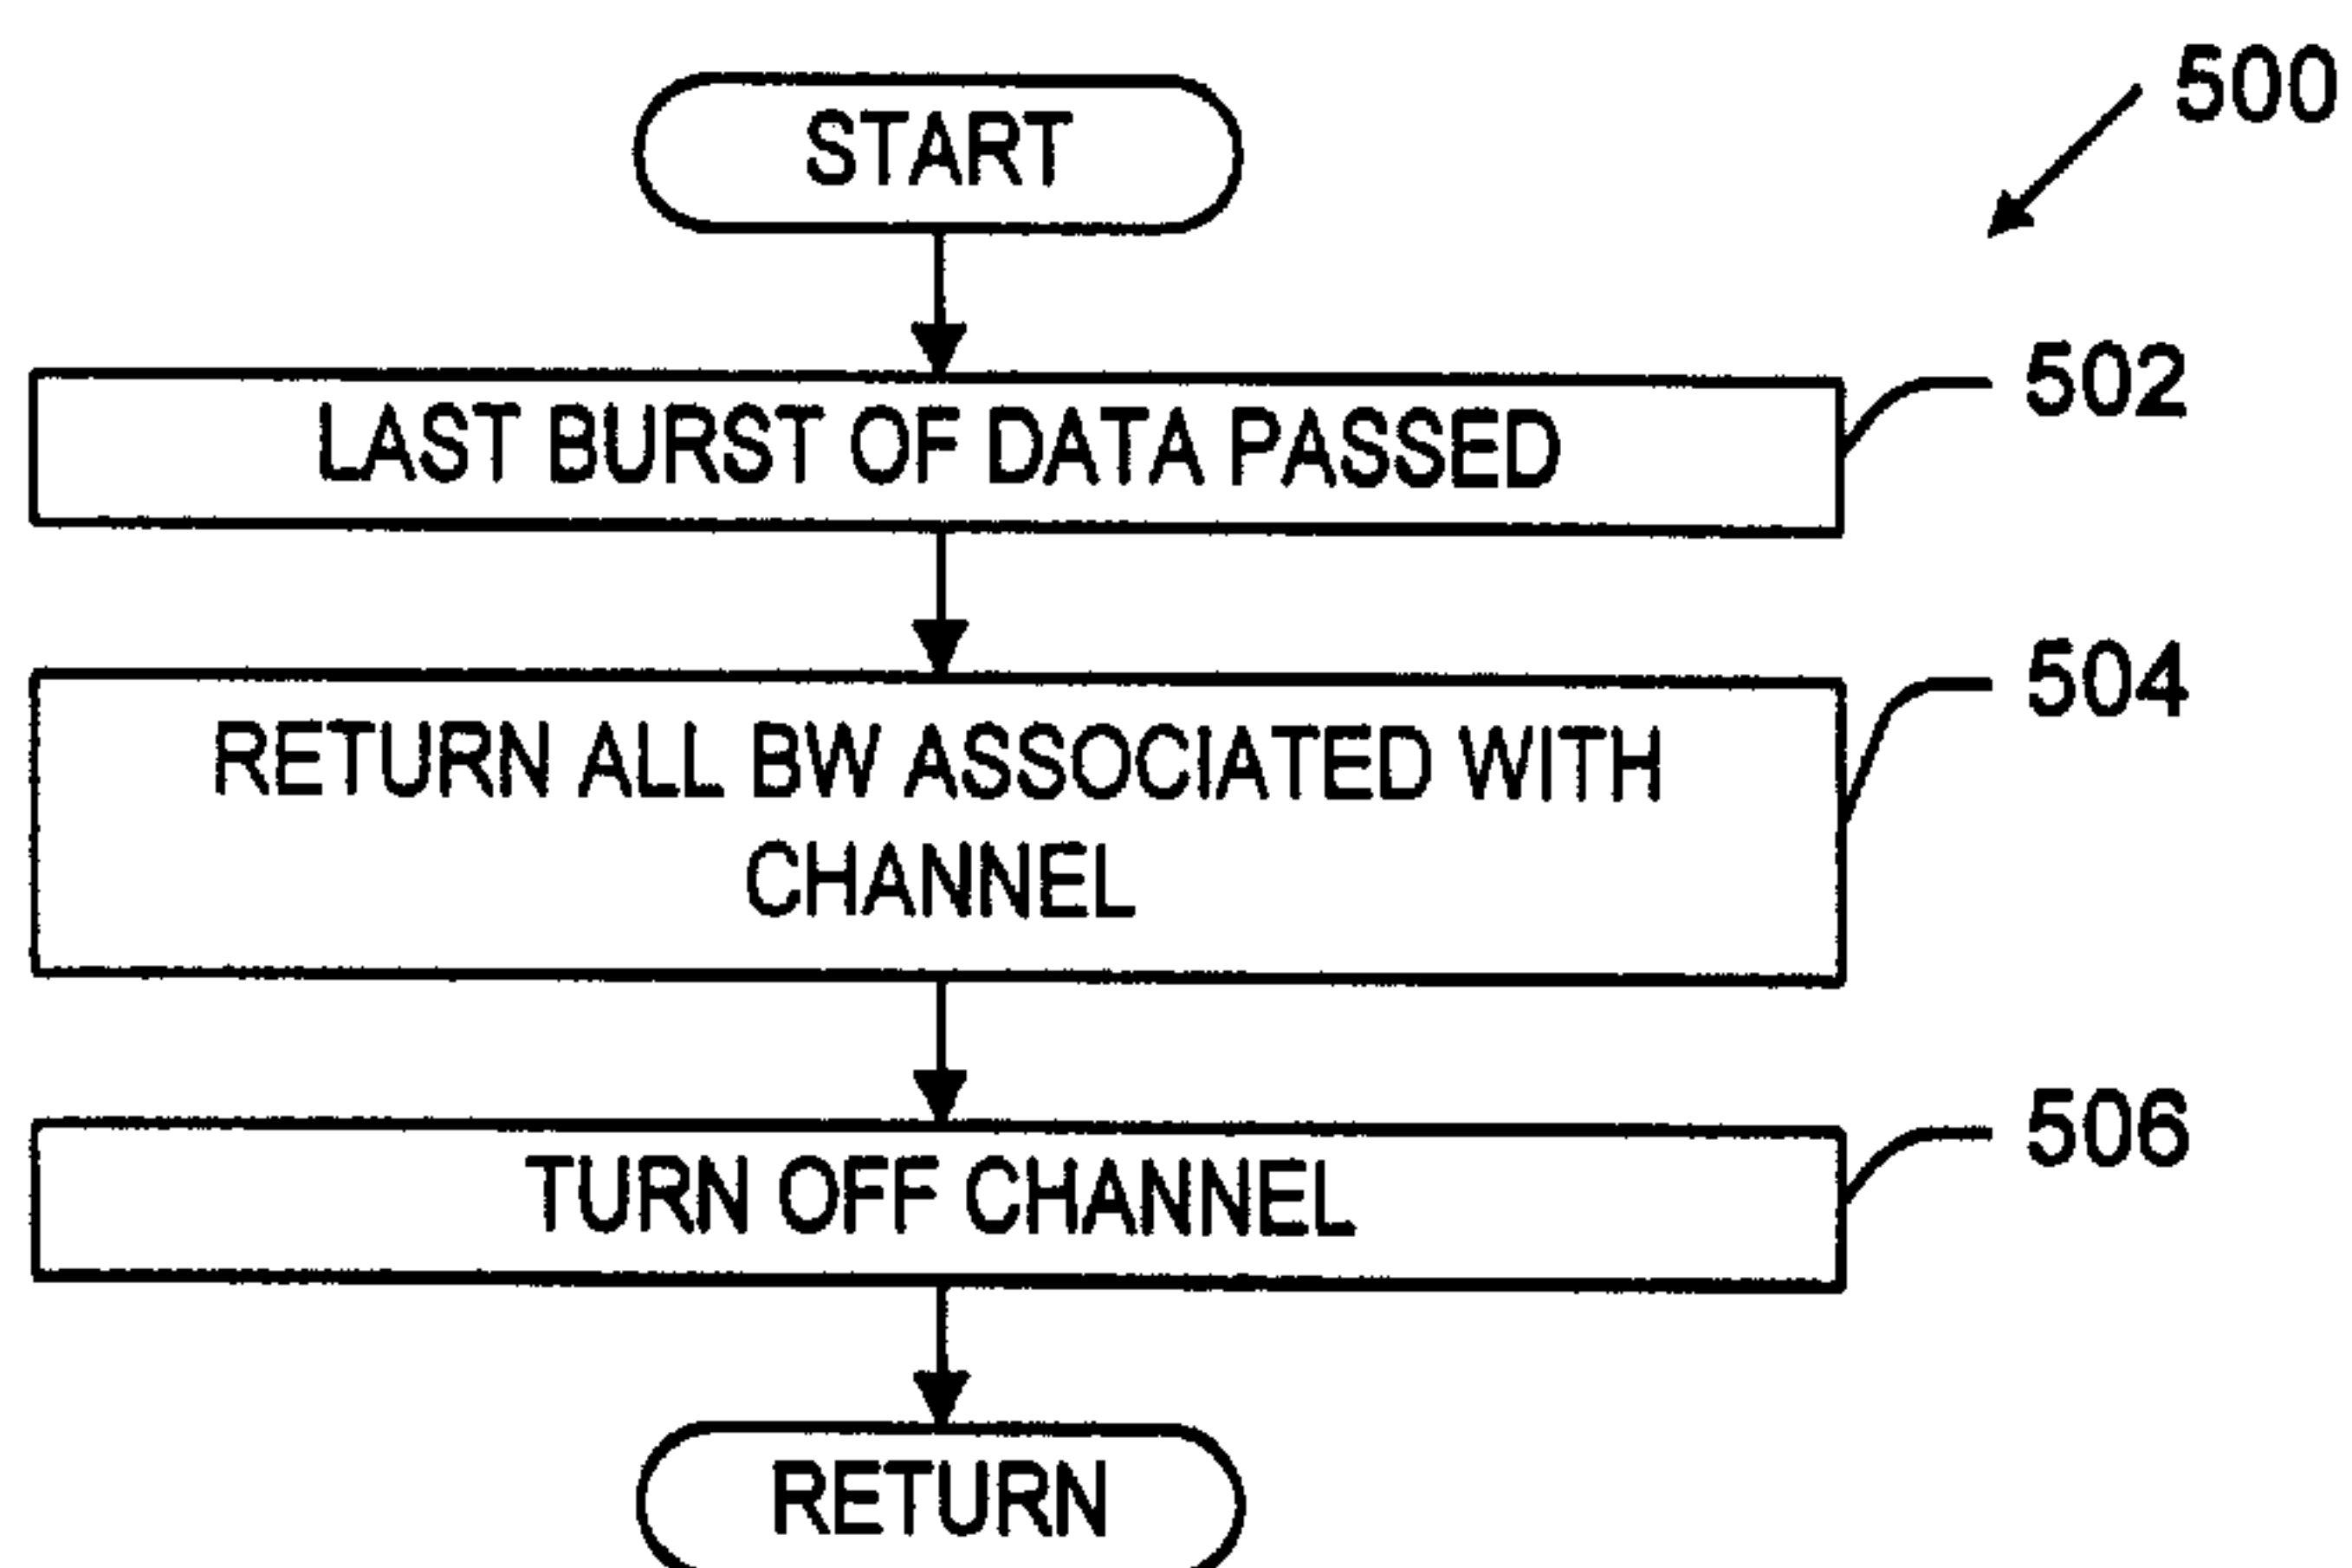 START
500
LAST BURST OF DATA PASSED
502
RETURN ALL BW ASSOCIATED WITH
CHANNEL
504
TURN OFF CHANNEL
506
RETURN